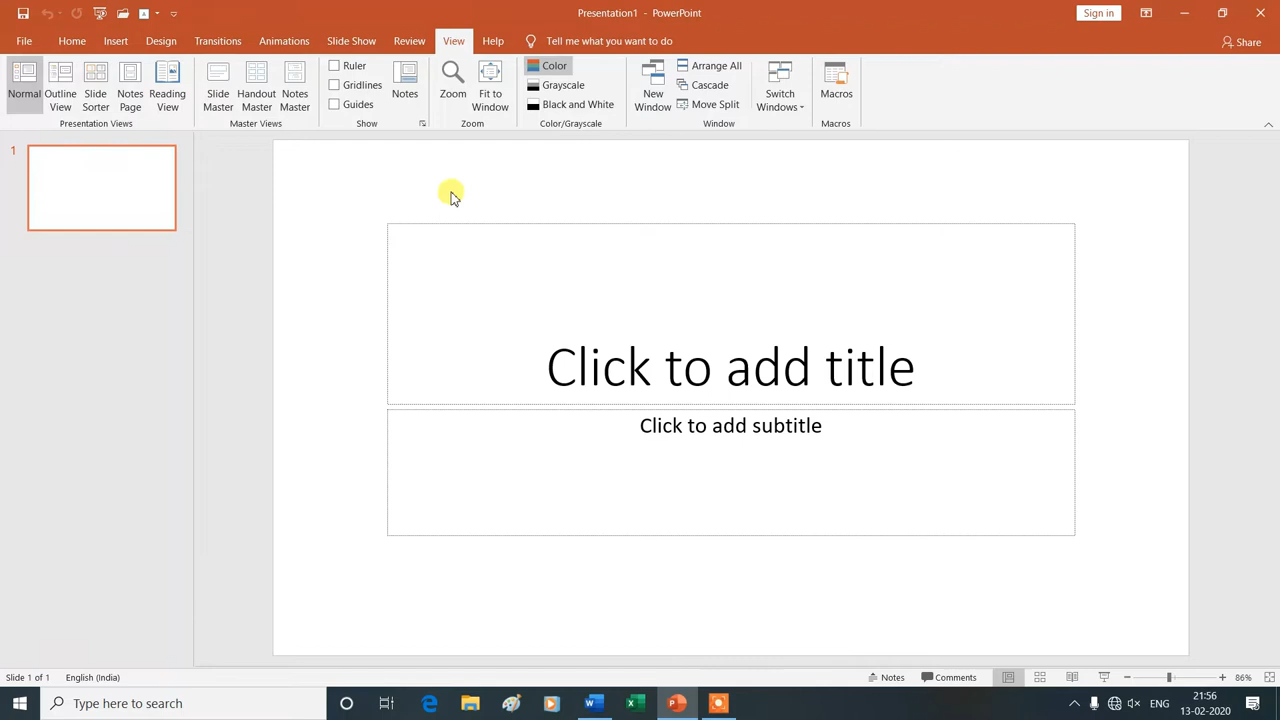 Presentation1 - PowerPoint
Sign in
File Home Insert Design Transitions Animations Slide Show Review View Help Tell me what you want to do Share
Normal
Outline View
Slide Sorter
Notes Page
Reading View
Presentation Views
Slide Master
Handout Master
Notes Master
Master Views
Ruler
Gridlines
Guides
Notes
Show
Zoom
Fit to Window
Zoom
Color
Grayscale
Black and White
Color/Grayscale
New Window
Arrange All
Cascade
Move Split
Switch Windows
Window
Macros
Macros
1
Click to add title
Click to add subtitle
Slide 1 of 1 English (India) Notes Comments 86%
Type here to search
ENG
21:56
13-02-2020